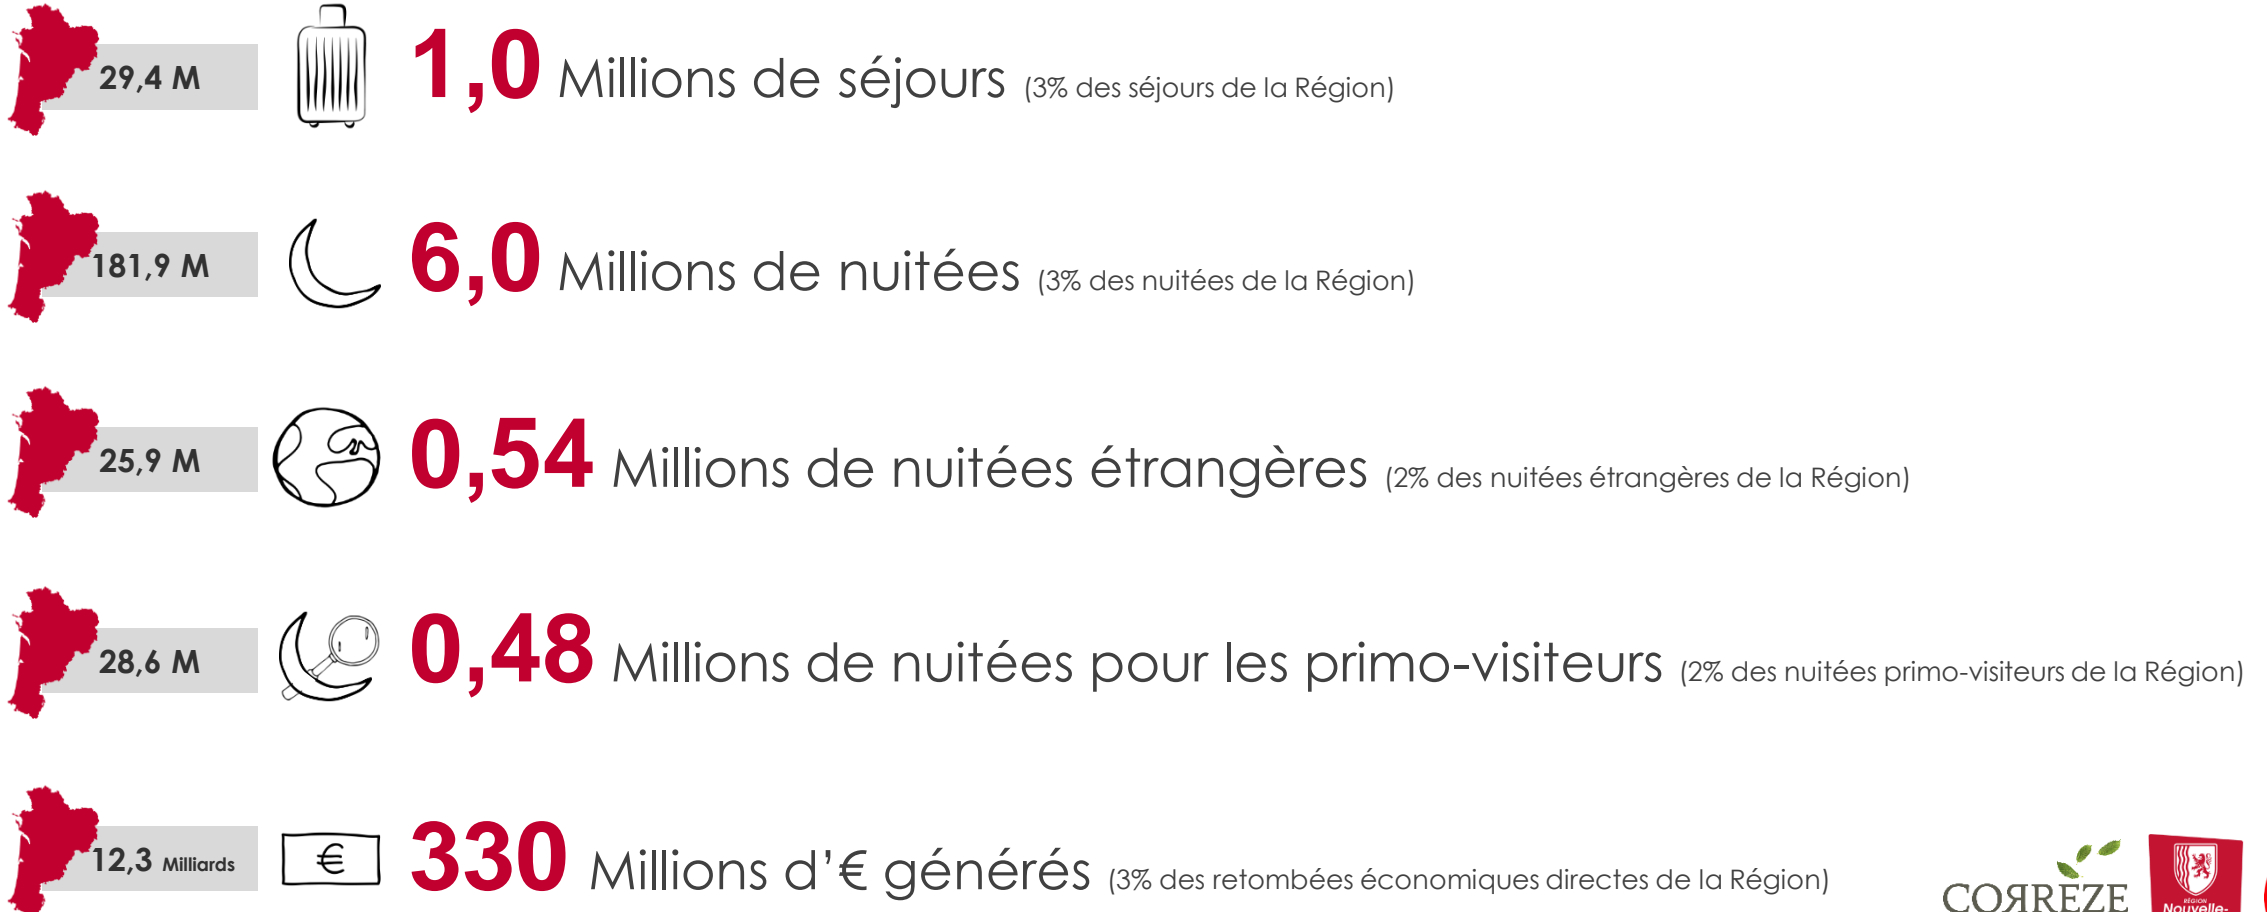 29,4 M
1,0 Millions de séjours (3% des séjours de la Région)
181,9 M
6,0 Millions de nuitées (3% des nuitées de la Région)
25,9 M
0,54 Millions de nuitées étrangères (2% des nuitées étrangères de la Région)
28,6 M
0,48 Millions de nuitées pour les primo-visiteurs (2% des nuitées primo-visiteurs de la Région)
12,3 Milliards
€
330 Millions d’€ générés (3% des retombées économiques directes de la Région)
CORRÈZE
RÉGION
Nouvelle-